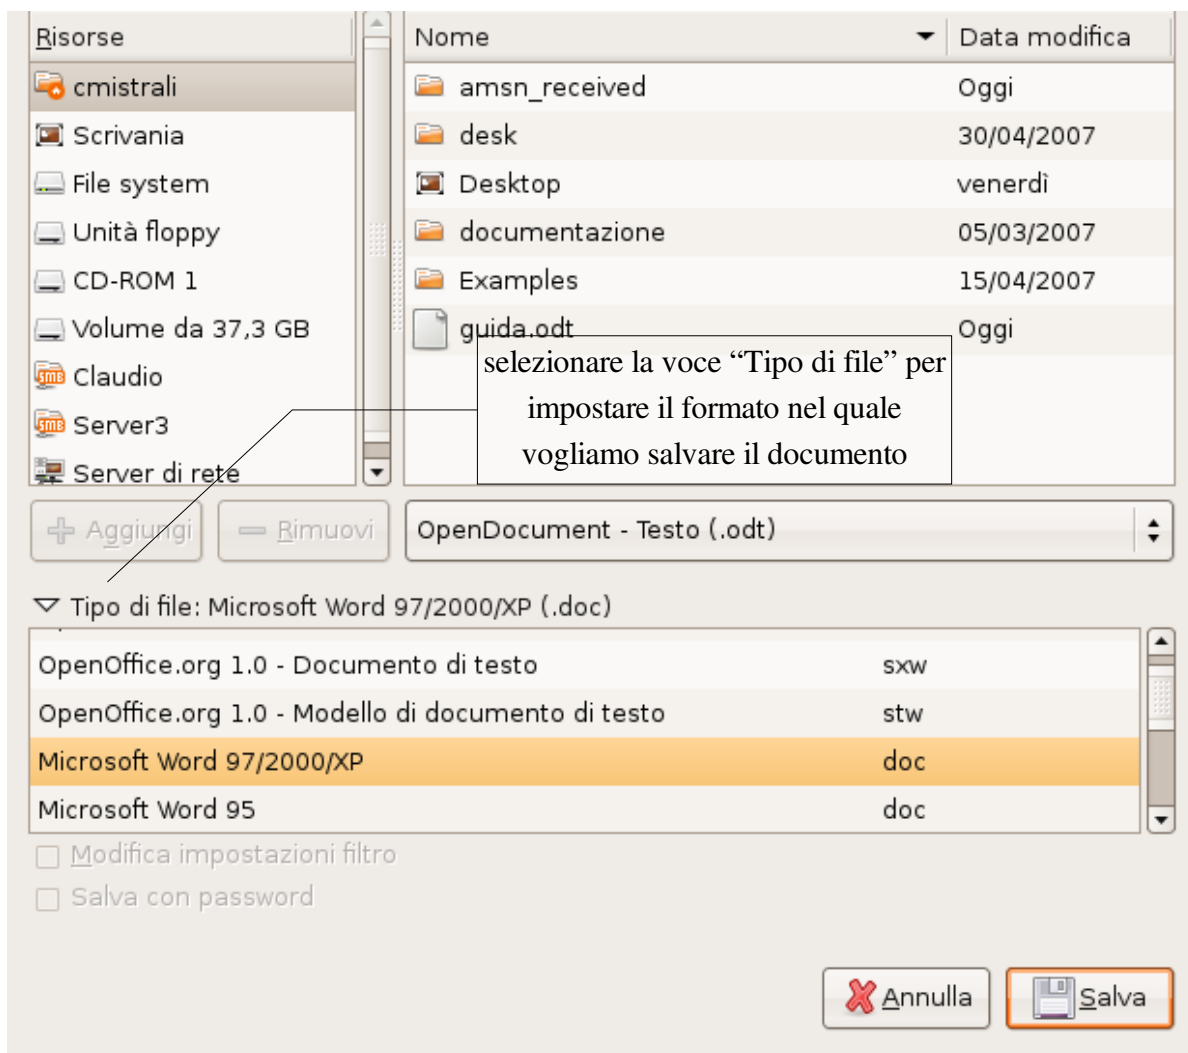 Risorse
Nome
Data modifica
cmistrali
amsn_received
Oggi
Scrivania
desk
30/04/2007
File system
Desktop
venerdì
Unità floppy
documentazione
05/03/2007
CD-ROM 1
Examples
15/04/2007
Volume da 37,3 GB
guida.odt
Oggi
Claudio
Server3
Server di rete
selezionare la voce “Tipo di file” per
impostare il formato nel quale
vogliamo salvare il documento
Aggiungi
Rimuovi
OpenDocument - Testo (.odt)
Tipo di file: Microsoft Word 97/2000/XP (.doc)
OpenOffice.org 1.0 - Documento di testo
sxw
OpenOffice.org 1.0 - Modello di documento di testo
stw
Microsoft Word 97/2000/XP
doc
Microsoft Word 95
doc
Modifica impostazioni filtro
Salva con password
Annulla
Salva